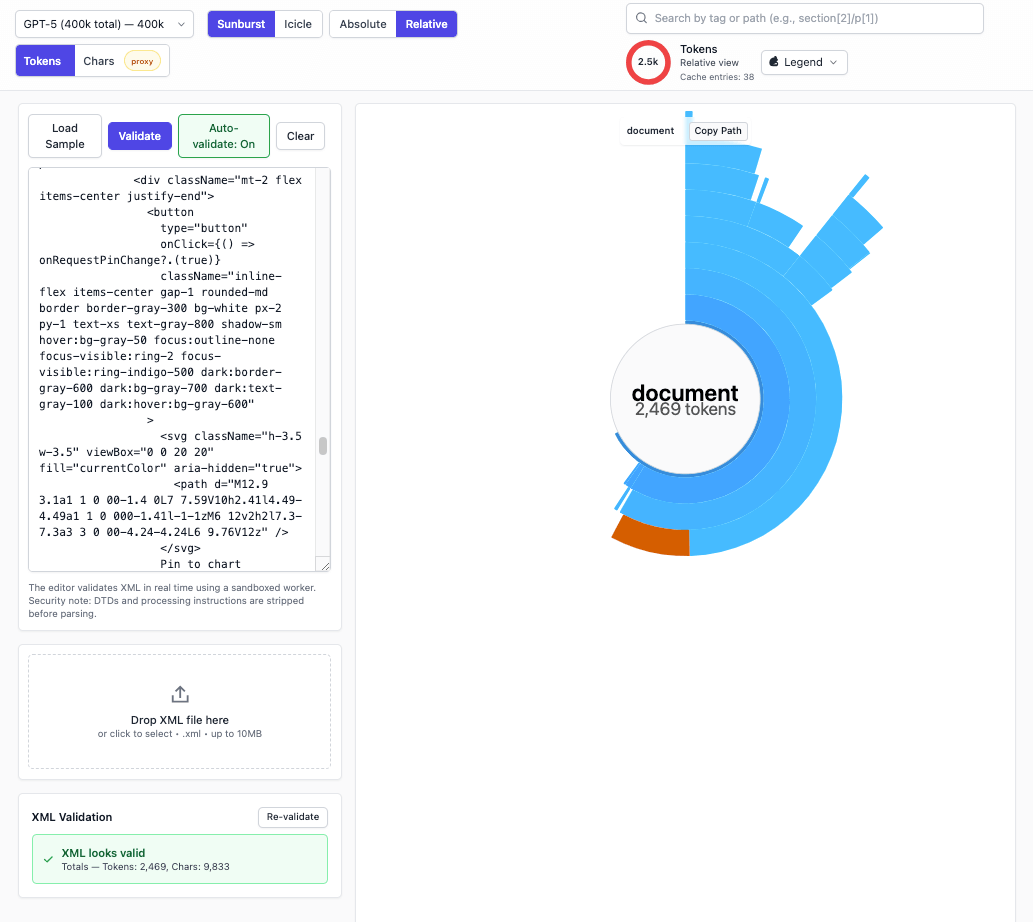 GPT-5 (400k total) — 400k
Sunburst
Icicle
Absolute
Relative
Search by tag or path (e.g., section[2]/p[1])
Tokens
Chars
proxy
2.5k
Tokens
Relative view
Cache entries: 38
Legend
Load
Sample
Validate
Auto-
validate: On
Clear
<div className="mt-2 flex
items-center justify-end">
<button
type="button"
onClick={() =>
onRequestPinChange?.(true)}
className="inline-
flex items-center gap-1 rounded-md
border border-gray-300 bg-white px-2
py-1 text-xs text-gray-800 shadow-sm
hover:bg-gray-50 focus:outline-none
focus-visible:ring-2 focus-
visible:ring-indigo-500 dark:border-
gray-600 dark:bg-gray-700 dark:text-
gray-100 dark:hover:bg-gray-600"
>
<svg className="h-3.5
w-3.5" viewBox="0 0 20 20"
fill="currentColor" aria-hidden="true">
<path d="M12.9
3.1a1 1 0 00-1.4 0L7 7.59V10h2.41l4.49-
4.49a1 1 0 000-1.41l-1-1zM6 12v2h2l7.3-
7.3a3 3 0 00-4.24-4.24L6 9.76V12z" />
</svg>
Pin to chart
The editor validates XML in real time using a sandboxed worker.
Security note: DTDs and processing instructions are stripped
before parsing.
Drop XML file here
or click to select • .xml • up to 10MB
XML Validation
Re-validate
XML looks valid
Totals — Tokens: 2,469, Chars: 9,833
document
Copy Path
document
2,469 tokens